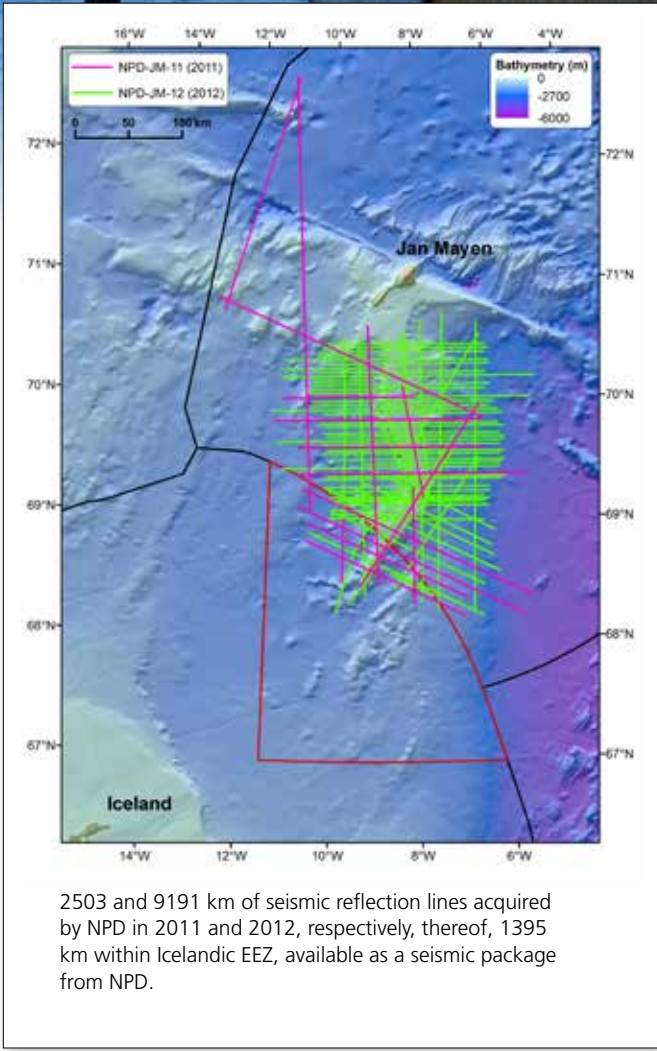 16°W 14°W 12°W 10°W 8°W 6°W 4°W
NPD-JM-11 (2011)
NPD-JM-12 (2012)
0 50 100 km
Bathymetry (m)
0
-2700
-6000
72°N 72°N
Jan Mayen
71°N 71°N
70°N 70°N
69°N 69°N
68°N 68°N
67°N 67°N
Iceland
14°W 12°W 10°W 8°W 6°W
2503 and 9191 km of seismic reflection lines acquired
by NPD in 2011 and 2012, respectively, thereof, 1395
km within Icelandic EEZ, available as a seismic package
from NPD.